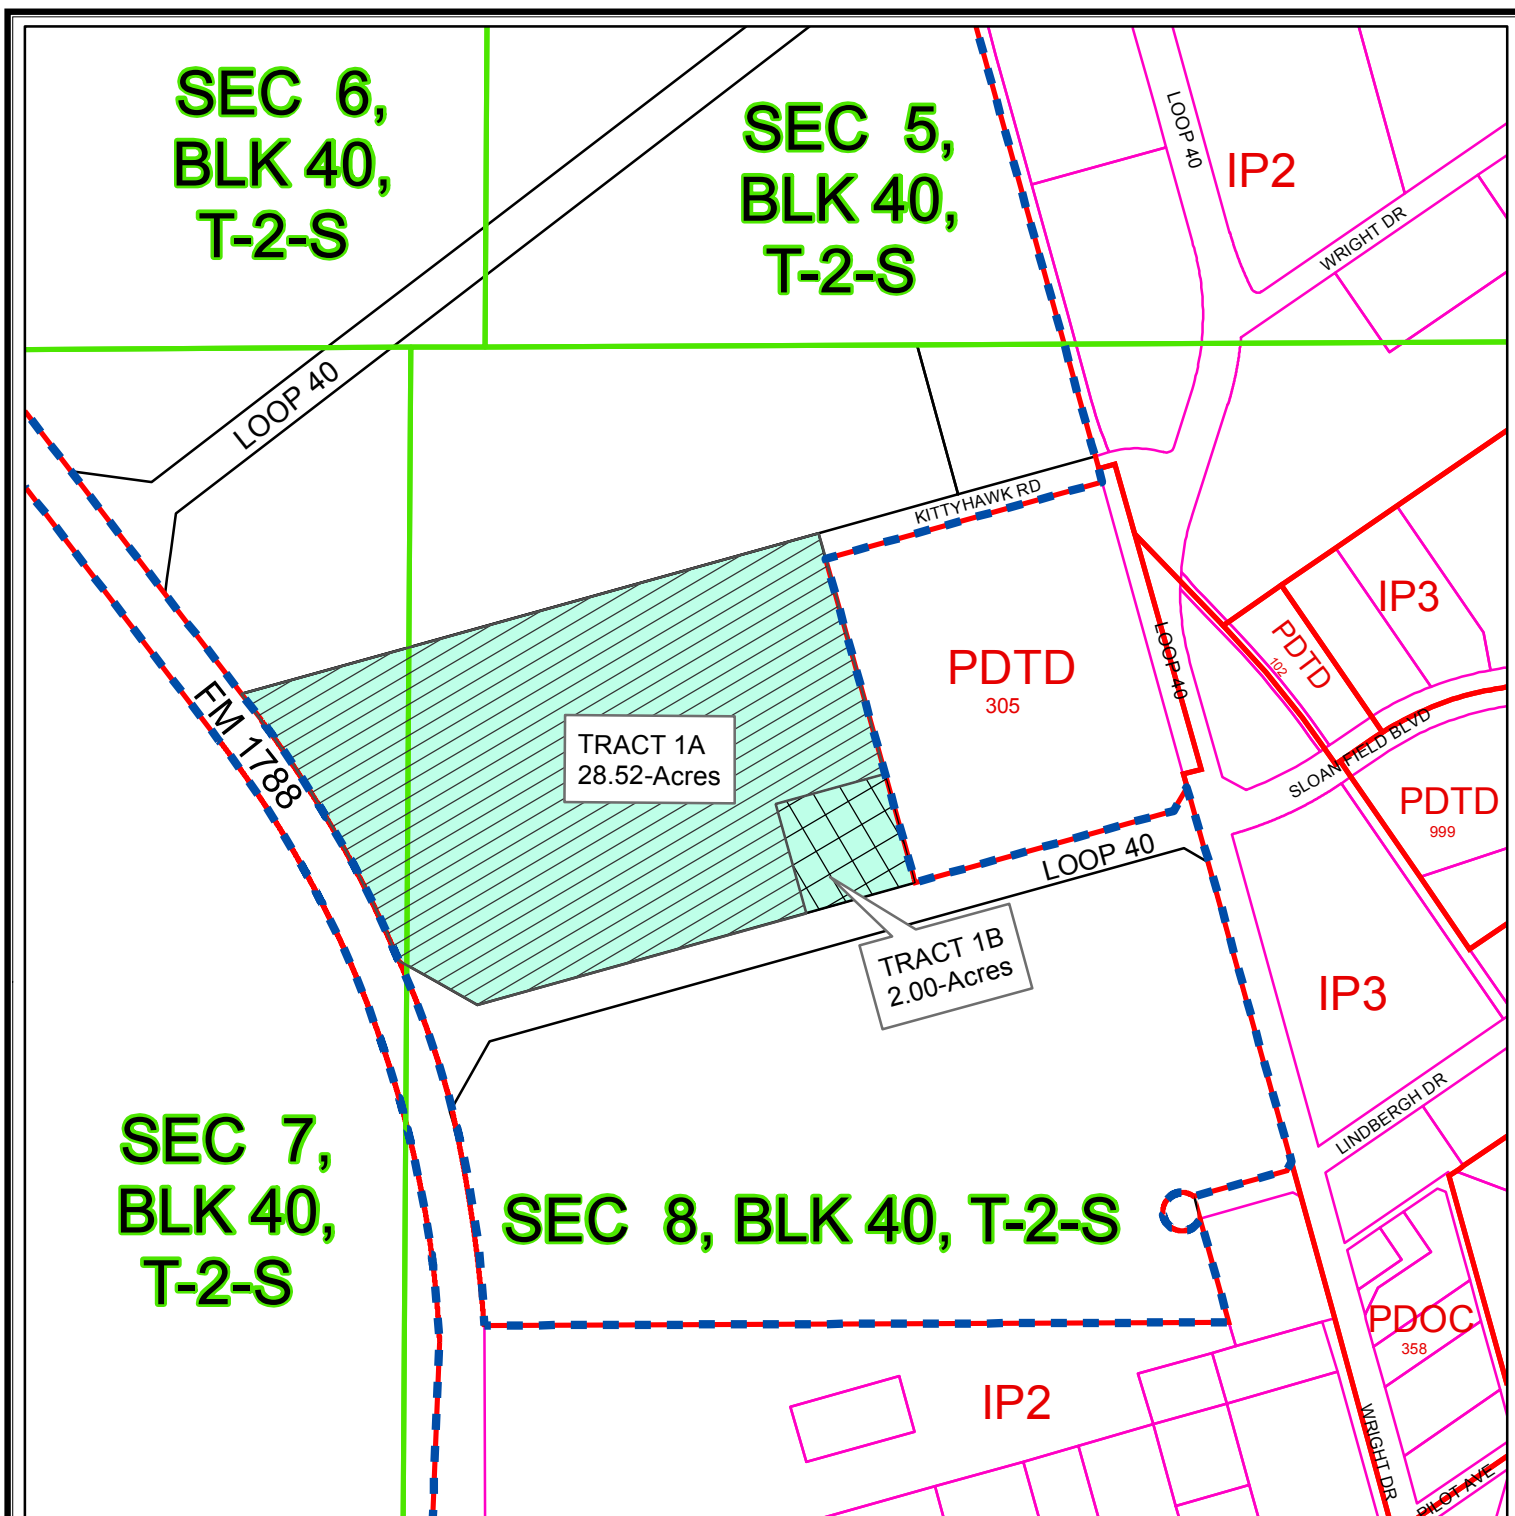 SEC 6,
BLK 40,
T-2-S
SEC 5,
BLK 40,
T-2-S
LOOP 40
IP2
WRIGHT DR
LOOP 40
KITTYHAWK RD
IP3
PDTD
102
PDTD
305
LOOP 40
FM 1788
TRACT 1A
28.52-Acres
SLOAN FIELD BLVD
PDTD
999
LOOP 40
TRACT 1B
2.00-Acres
IP3
LINDBERGH DR
SEC 7,
BLK 40,
T-2-S
SEC 8, BLK 40, T-2-S
PDOC
358
IP2
WRIGHT DR
PILOT AVE